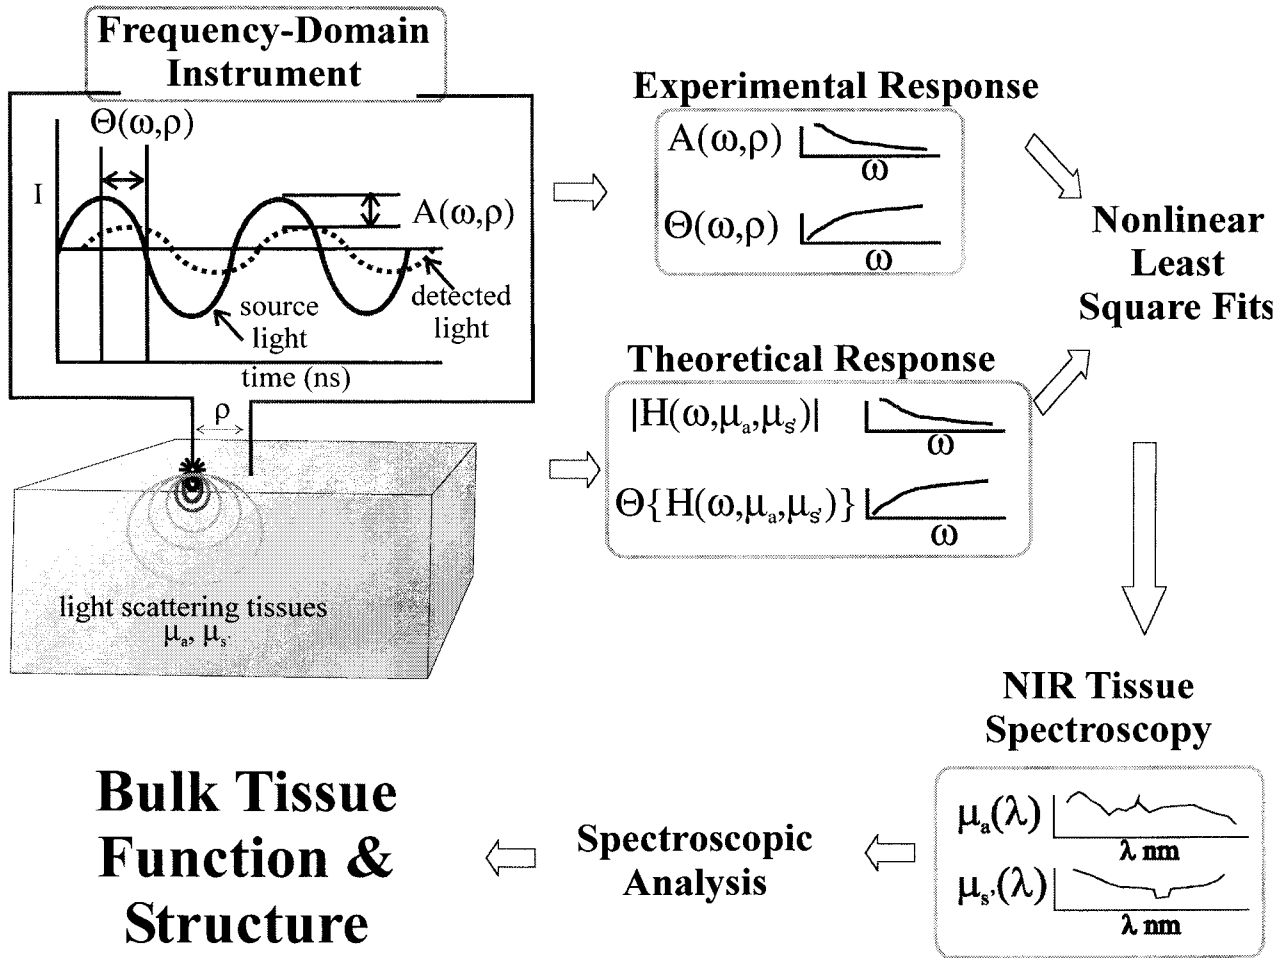 Frequency-Domain
Instrument
Θ(ω,ρ)
I
A(ω,ρ)
source
light
detected
light
time (ns)
ρ
light scattering tissues
μa, μs'
Experimental Response
A(ω,ρ)
ω
Θ(ω,ρ)
ω
Theoretical Response
|H(ω,μa,μs')|
ω
Θ{H(ω,μa,μs')}
ω
Nonlinear
Least
Square Fits
NIR Tissue
Spectroscopy
μa(λ)
λ nm
μs'(λ)
λ nm
Spectroscopic
Analysis
Bulk Tissue
Function &
Structure